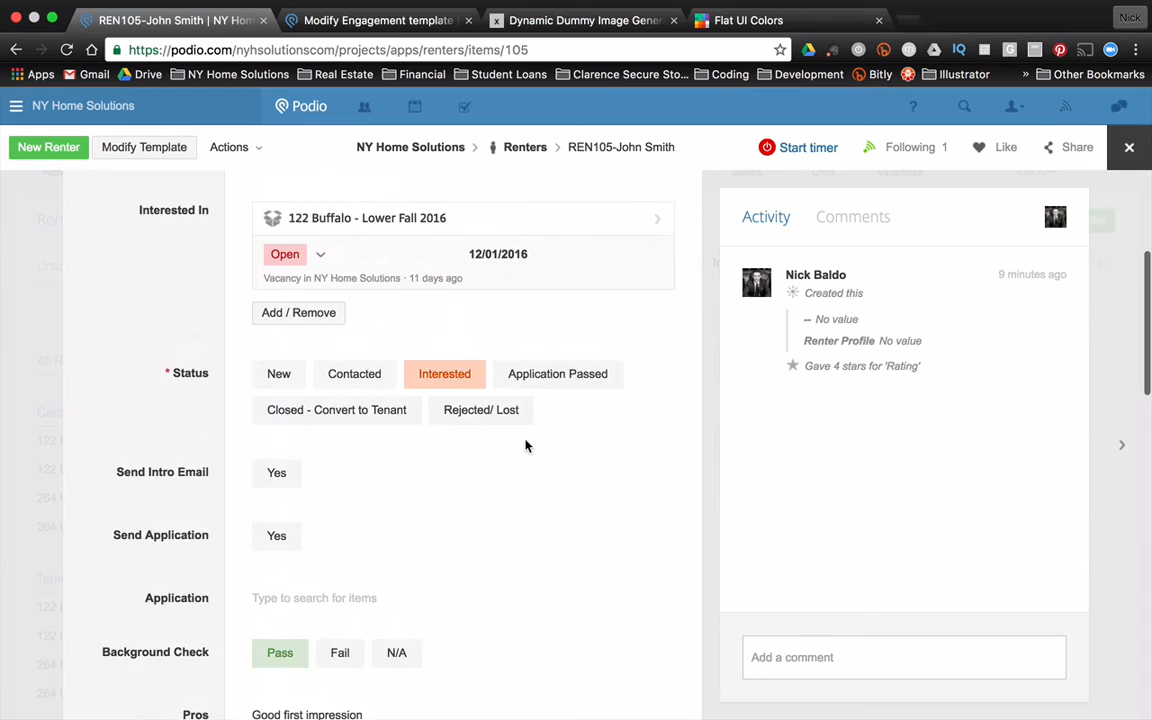 REN105-John Smith | NY Hom
Modify Engagement template
Dynamic Dummy Image Gener
Flat UI Colors
Nick
https://podio.com/nyhsolutionscom/projects/apps/renters/items/105
Apps
Gmail
Drive
NY Home Solutions
Real Estate
Financial
Student Loans
Clarence Secure Sto...
Coding
Development
Bitly
Illustrator
» Other Bookmarks
NY Home Solutions
Podio
New Renter
Modify Template
Actions
NY Home Solutions
Renters
REN105-John Smith
Start timer
Following 1
Like
Share
Interested In
122 Buffalo - Lower Fall 2016
Open
12/01/2016
Vacancy in NY Home Solutions · 11 days ago
Add / Remove
* Status
New
Contacted
Interested
Application Passed
Closed - Convert to Tenant
Rejected/ Lost
Send Intro Email
Yes
Send Application
Yes
Application
Type to search for items
Background Check
Pass
Fail
N/A
Pros
Good first impression
Activity
Comments
Nick Baldo
9 minutes ago
Created this
-- No value
Renter Profile No value
Gave 4 stars for 'Rating'
Add a comment